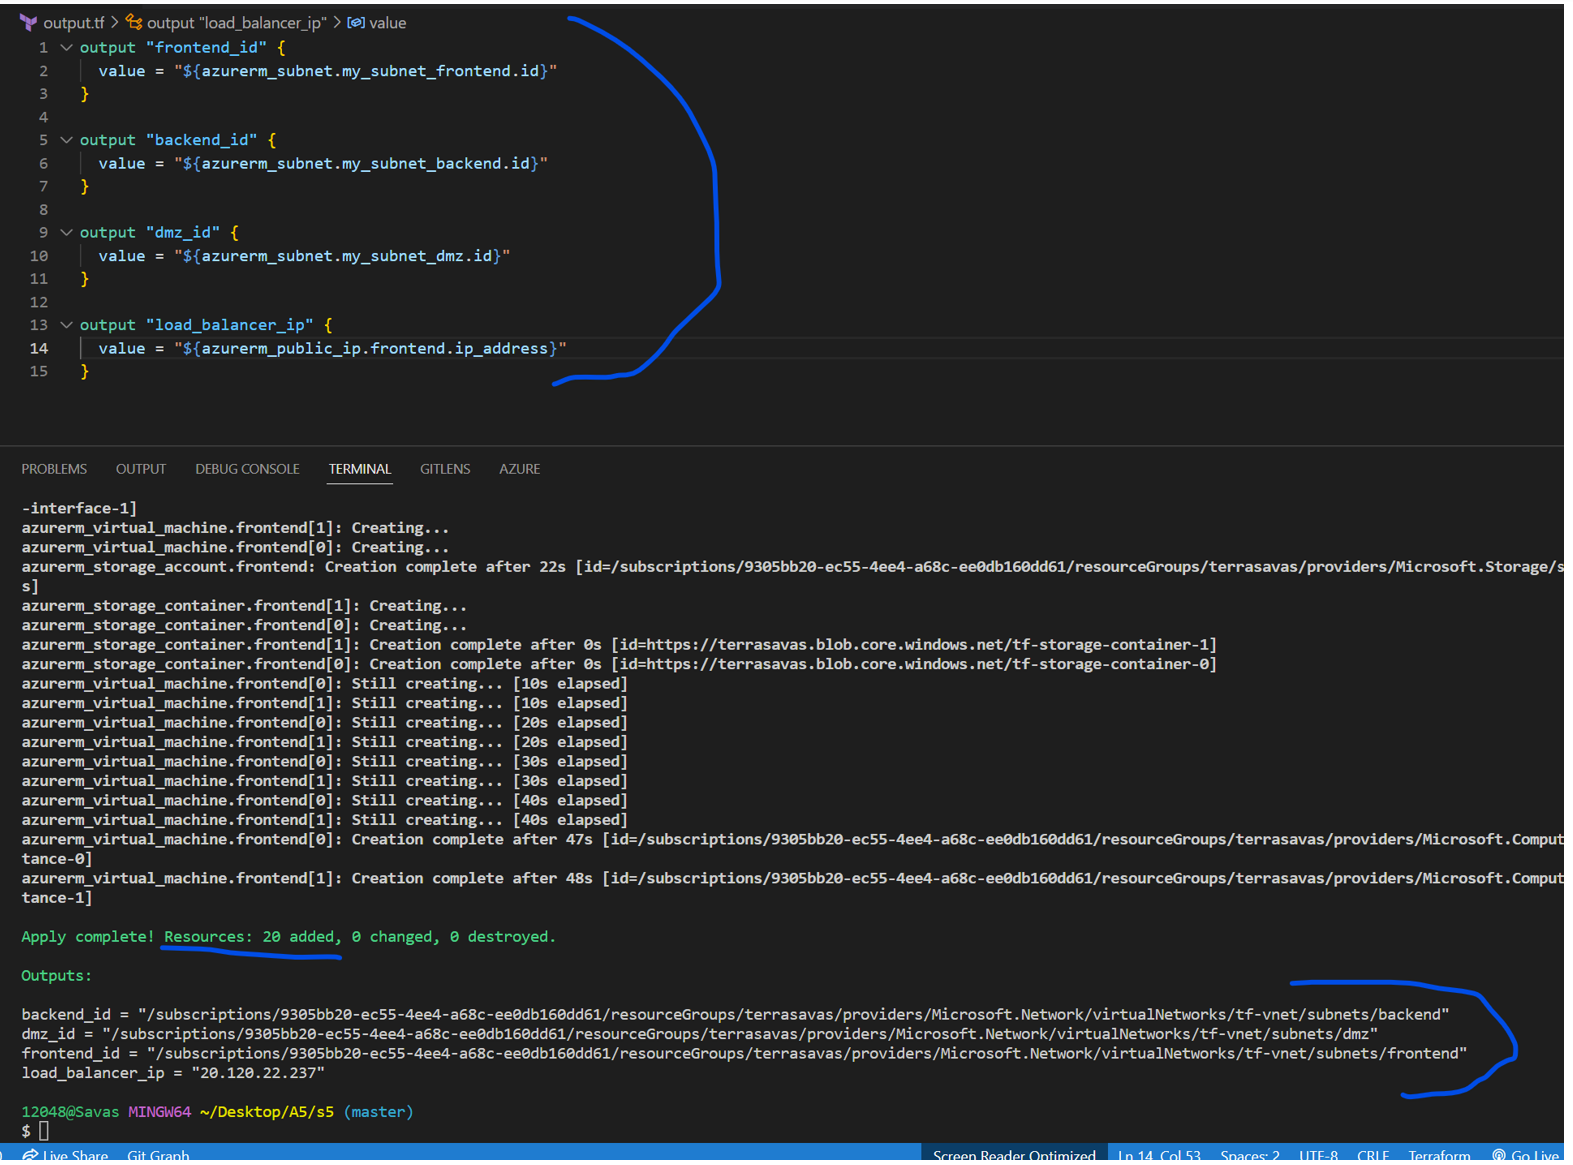 output.tf > output "load_balancer_ip" > value
1 output "frontend_id" {
2 value = "${azurerm_subnet.my_subnet_frontend.id}"
3 }
4
5 output "backend_id" {
6 value = "${azurerm_subnet.my_subnet_backend.id}"
7 }
8
9 output "dmz_id" {
10 value = "${azurerm_subnet.my_subnet_dmz.id}"
11 }
12
13 output "load_balancer_ip" {
14 value = "${azurerm_public_ip.frontend.ip_address}"
15 }
PROBLEMS OUTPUT DEBUG CONSOLE TERMINAL GITLENS AZURE
-interface-1]
azurerm_virtual_machine.frontend[1]: Creating...
azurerm_virtual_machine.frontend[0]: Creating...
azurerm_storage_account.frontend: Creation complete after 22s [id=/subscriptions/9305bb20-ec55-4ee4-a68c-ee0db160dd61/resourceGroups/terrasavas/providers/Microsoft.Storage/s
s]
azurerm_storage_container.frontend[1]: Creating...
azurerm_storage_container.frontend[0]: Creating...
azurerm_storage_container.frontend[1]: Creation complete after 0s [id=https://terrasavas.blob.core.windows.net/tf-storage-container-1]
azurerm_storage_container.frontend[0]: Creation complete after 0s [id=https://terrasavas.blob.core.windows.net/tf-storage-container-0]
azurerm_virtual_machine.frontend[0]: Still creating... [10s elapsed]
azurerm_virtual_machine.frontend[1]: Still creating... [10s elapsed]
azurerm_virtual_machine.frontend[0]: Still creating... [20s elapsed]
azurerm_virtual_machine.frontend[1]: Still creating... [20s elapsed]
azurerm_virtual_machine.frontend[0]: Still creating... [30s elapsed]
azurerm_virtual_machine.frontend[1]: Still creating... [30s elapsed]
azurerm_virtual_machine.frontend[0]: Still creating... [40s elapsed]
azurerm_virtual_machine.frontend[1]: Still creating... [40s elapsed]
azurerm_virtual_machine.frontend[0]: Creation complete after 47s [id=/subscriptions/9305bb20-ec55-4ee4-a68c-ee0db160dd61/resourceGroups/terrasavas/providers/Microsoft.Comput
tance-0]
azurerm_virtual_machine.frontend[1]: Creation complete after 48s [id=/subscriptions/9305bb20-ec55-4ee4-a68c-ee0db160dd61/resourceGroups/terrasavas/providers/Microsoft.Comput
tance-1]
Apply complete! Resources: 20 added, 0 changed, 0 destroyed.
Outputs:
backend_id = "/subscriptions/9305bb20-ec55-4ee4-a68c-ee0db160dd61/resourceGroups/terrasavas/providers/Microsoft.Network/virtualNetworks/tf-vnet/subnets/backend"
dmz_id = "/subscriptions/9305bb20-ec55-4ee4-a68c-ee0db160dd61/resourceGroups/terrasavas/providers/Microsoft.Network/virtualNetworks/tf-vnet/subnets/dmz"
frontend_id = "/subscriptions/9305bb20-ec55-4ee4-a68c-ee0db160dd61/resourceGroups/terrasavas/providers/Microsoft.Network/virtualNetworks/tf-vnet/subnets/frontend"
load_balancer_ip = "20.120.22.237"
12048@Savas MINGW64 ~/Desktop/A5/s5 (master)
$
Live Share Git Graph Screen Reader Optimized Ln 14, Col 53 Spaces: 2 UTF-8 CRLF Terraform Go Live